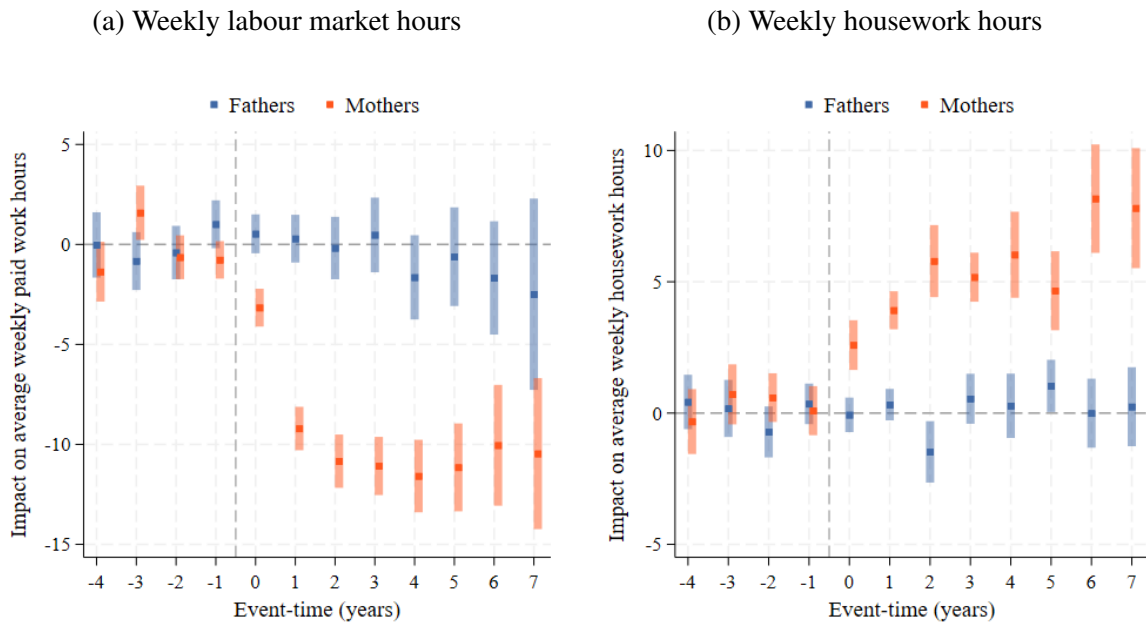 (a) Weekly labour market hours
Fathers Mothers
Impact on average weekly paid work hours
5
0
-5
-10
-15
-4 -3 -2 -1 0 1 2 3 4 5 6 7
Event-time (years)
(b) Weekly housework hours
Fathers Mothers
Impact on average weekly housework hours
10
5
0
-5
-4 -3 -2 -1 0 1 2 3 4 5 6 7
Event-time (years)